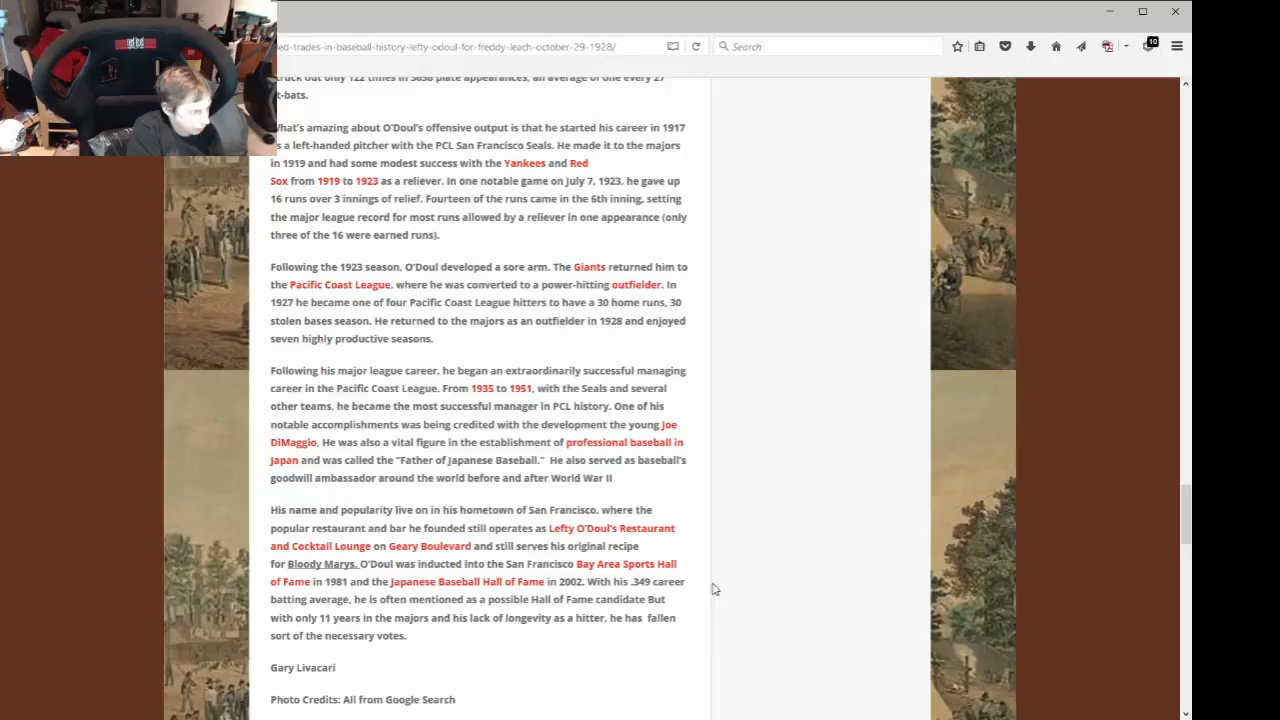 ed-trades-in-baseball-history-lefty-odoul-for-freddy-leach-october-29-1928/
Search
10
truck out only 122 times in 3658 plate appearances, an average of one every 27
t-bats.
hat's amazing about O'Doul's offensive output is that he started his career in 1917
s a left-handed pitcher with the PCL San Francisco Seals. He made it to the majors
in 1919 and had some modest success with the Yankees and Red
Sox from 1919 to 1923 as a reliever. In one notable game on July 7, 1923, he gave up
16 runs over 3 innings of relief. Fourteen of the runs came in the 6th inning, setting
the major league record for most runs allowed by a reliever in one appearance (only
three of the 16 were earned runs).
Following the 1923 season, O'Doul developed a sore arm. The Giants returned him to
the Pacific Coast League, where he was converted to a power-hitting outfielder. In
1927 he became one of four Pacific Coast League hitters to have a 30 home runs, 30
stolen bases season. He returned to the majors as an outfielder in 1928 and enjoyed
seven highly productive seasons.
Following his major league career, he began an extraordinarily successful managing
career in the Pacific Coast League. From 1935 to 1951, with the Seals and several
other teams, he became the most successful manager in PCL history. One of his
notable accomplishments was being credited with the development the young Joe
DiMaggio. He was also a vital figure in the establishment of professional baseball in
Japan and was called the "Father of Japanese Baseball." He also served as baseball's
goodwill ambassador around the world before and after World War II
His name and popularity live on in his hometown of San Francisco, where the
popular restaurant and bar he founded still operates as Lefty O'Doul's Restaurant
and Cocktail Lounge on Geary Boulevard and still serves his original recipe
for Bloody Marys. O'Doul was inducted into the San Francisco Bay Area Sports Hall
of Fame in 1981 and the Japanese Baseball Hall of Fame in 2002. With his .349 career
batting average, he is often mentioned as a possible Hall of Fame candidate But
with only 11 years in the majors and his lack of longevity as a hitter, he has fallen
sort of the necessary votes.
Gary Livacari
Photo Credits: All from Google Search